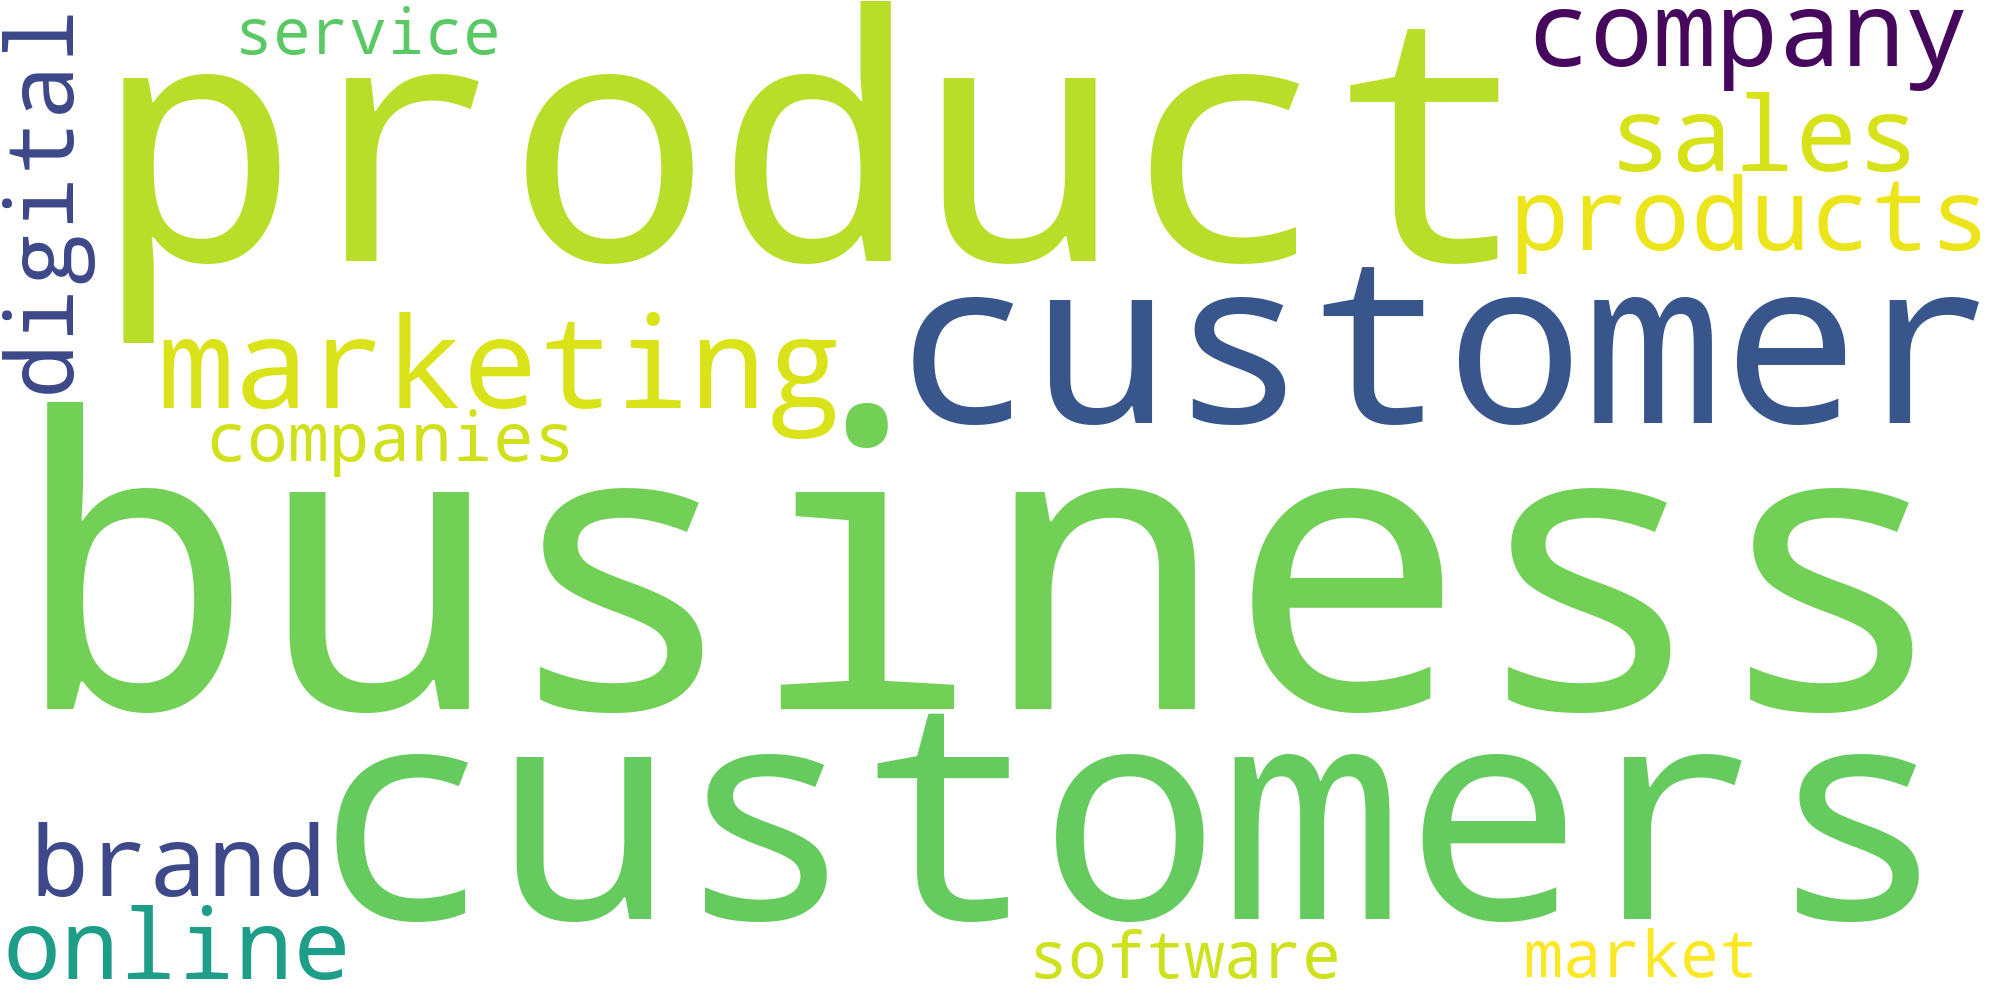 service
company
digital
product
sales
products
customer
marketing
companies
business
customers
brand
online
software
market